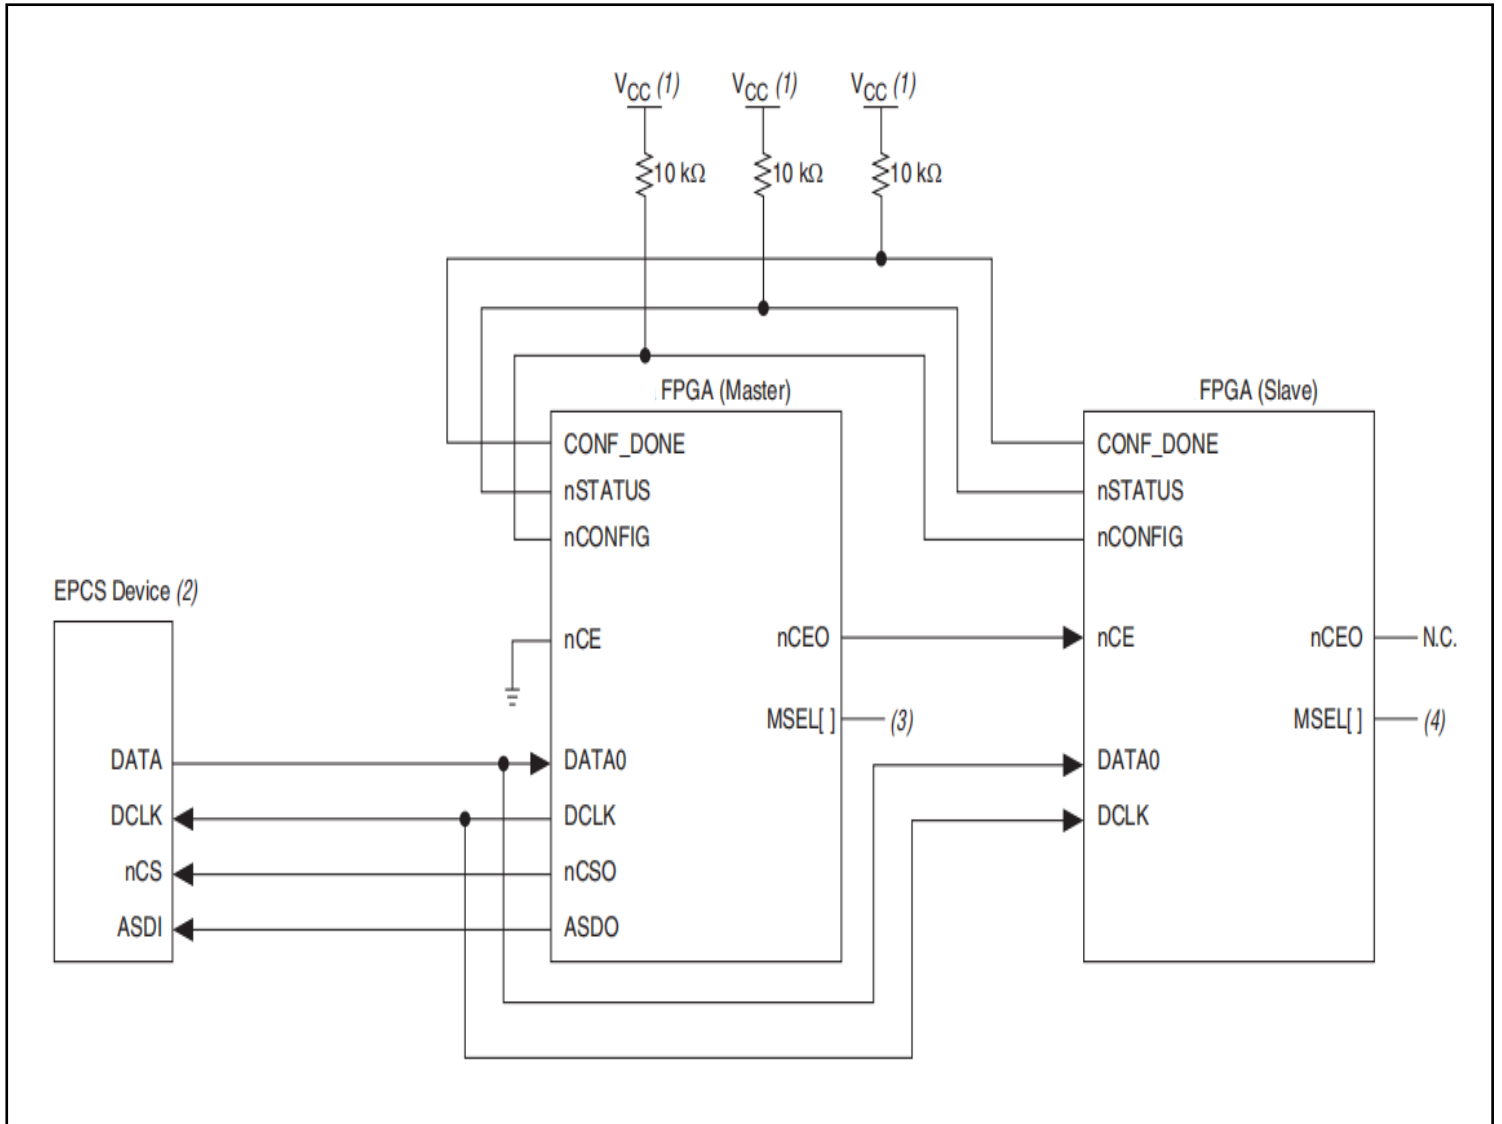 VCC (1) VCC (1) VCC (1)
10 kΩ 10 kΩ 10 kΩ
FPGA (Master)
CONF_DONE
nSTATUS
nCONFIG
nCE
nCEO
MSEL[ ] (3)
DATA0
DCLK
nCSO
ASDO
FPGA (Slave)
CONF_DONE
nSTATUS
nCONFIG
nCE
nCEO N.C.
MSEL[ ] (4)
DATA0
DCLK
EPCS Device (2)
DATA
DCLK
nCS
ASDI